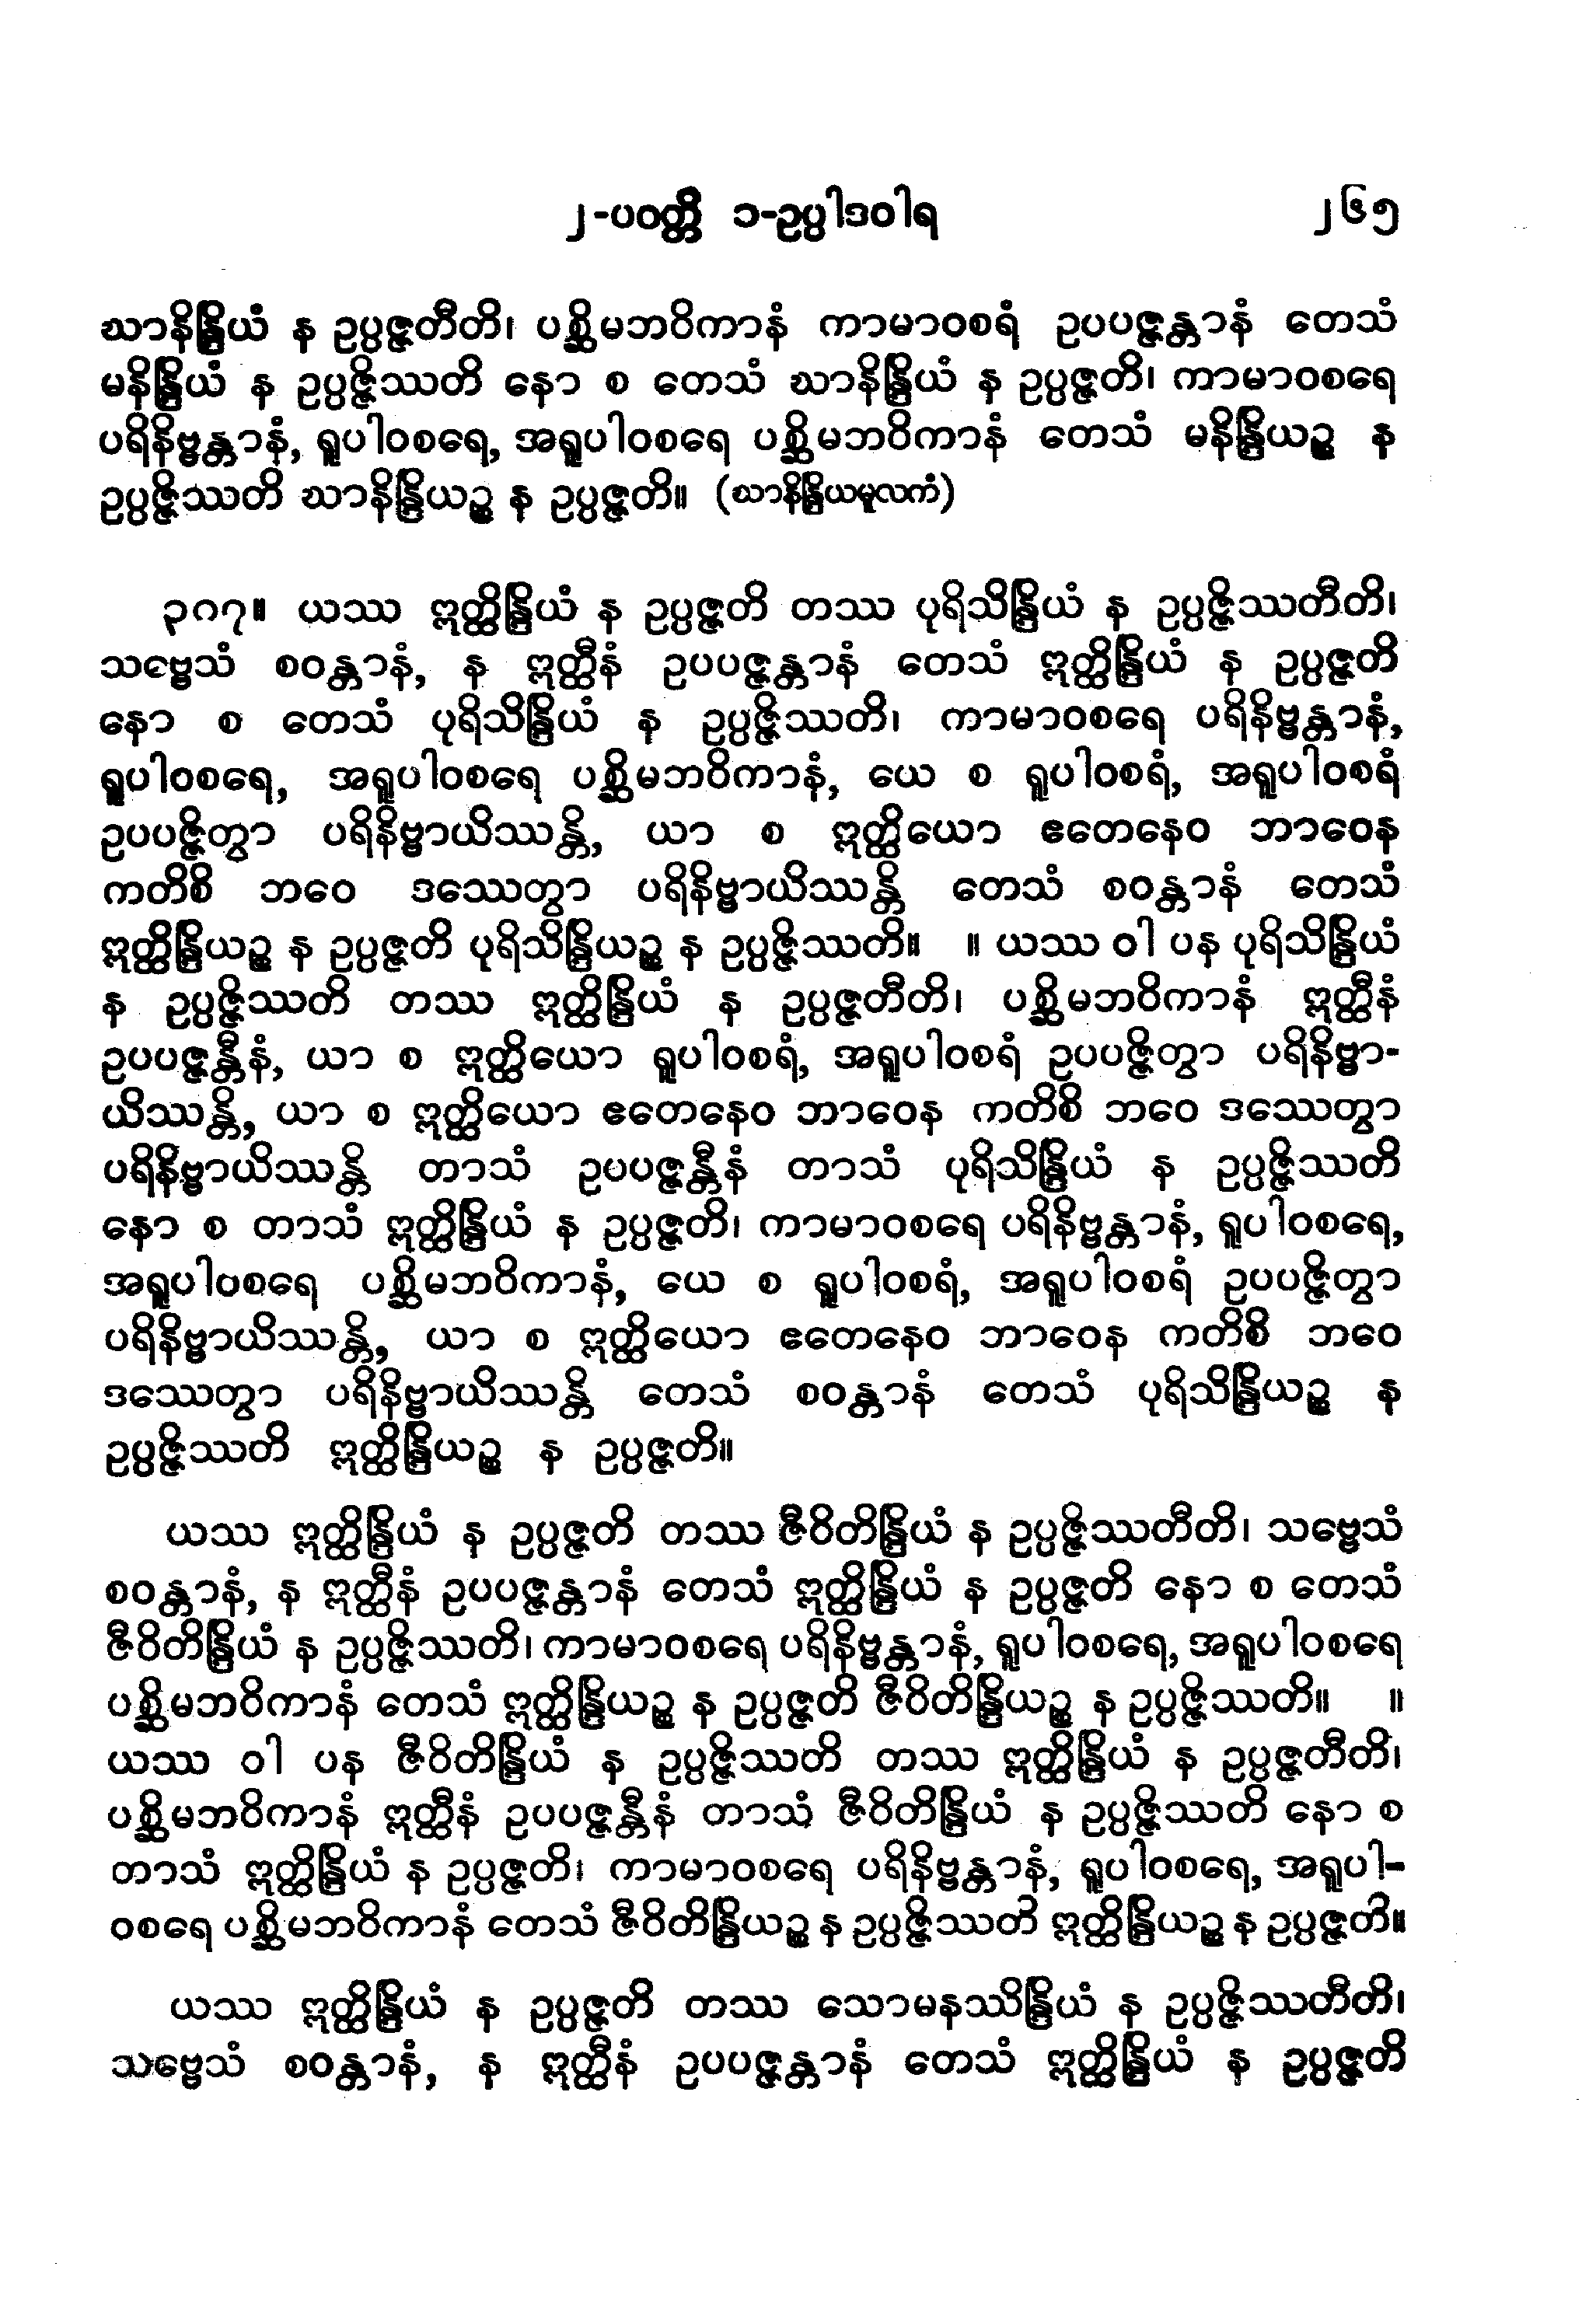 ၂-ပဝတ္တိ ၁-ဥပ္ပါဒဝါရ ၂၆၅
ဃာနိန္ဒြိယံ န ဥပ္ပဇ္ဇတီတိ၊ ပစ္ဆိမဘဝိကာနံ ကာမာဝစရံ ဥပပဇ္ဇန္တာနံ တေသံ
မနိန္ဒြိယံ န ဥပ္ပဇ္ဇိဿတိ နော စ တေသံ ဃာနိန္ဒြိယံ န ဥပ္ပဇ္ဇတိ၊ ကာမာဝစရေ
ပရိနိဗ္ဗန္တာနံ, ရူပါဝစရေ, အရူပါဝစရေ ပစ္ဆိမဘဝိကာနံ တေသံ မနိန္ဒြိယဉ္စ န
ဥပ္ပဇ္ဇိဿတိ ဃာနိန္ဒြိယဉ္စ န ဥပ္ပဇ္ဇတိ။ (ဃာနိန္ဒြိယမူလကံ)
၃၈၇။ ယဿ ဣတ္ထိန္ဒြိယံ န ဥပ္ပဇ္ဇတိ တဿ ပုရိသိန္ဒြိယံ န ဥပ္ပဇ္ဇိဿတီတိ၊
သဗ္ဗေသံ စဝန္တာနံ, န ဣတ္ထီနံ ဥပပဇ္ဇန္တာနံ တေသံ ဣတ္ထိန္ဒြိယံ န ဥပ္ပဇ္ဇတိ
နော စ တေသံ ပုရိသိန္ဒြိယံ န ဥပ္ပဇ္ဇိဿတိ၊ ကာမာဝစရေ ပရိနိဗ္ဗန္တာနံ,
ရူပါဝစရေ, အရူပါဝစရေ ပစ္ဆိမဘဝိကာနံ, ယေ စ ရူပါဝစရံ, အရူပါဝစရံ
ဥပပဇ္ဇိတွာ ပရိနိဗ္ဗာယိဿန္တိ, ယာ စ ဣတ္ထိယော ဧတေနေဝ ဘာဝေန
ကတိစိ ဘဝေ ဒဿေတွာ ပရိနိဗ္ဗာယိဿန္တိ တေသံ စဝန္တာနံ တေသံ
ဣတ္ထိန္ဒြိယဉ္စ န ဥပ္ပဇ္ဇတိ ပုရိသိန္ဒြိယဉ္စ န ဥပ္ပဇ္ဇိဿတိ။ ။ ယဿ ဝါ ပန ပုရိသိန္ဒြိယံ
န ဥပ္ပဇ္ဇိဿတိ တဿ ဣတ္ထိန္ဒြိယံ န ဥပ္ပဇ္ဇတီတိ၊ ပစ္ဆိမဘဝိကာနံ ဣတ္ထီနံ
ဥပပဇ္ဇန္တီနံ, ယာ စ ဣတ္ထိယော ရူပါဝစရံ, အရူပါဝစရံ ဥပပဇ္ဇိတွာ ပရိနိဗ္ဗာ-
ယိဿန္တိ, ယာ စ ဣတ္ထိယော ဧတေနေဝ ဘာဝေန ကတိစိ ဘဝေ ဒဿေတွာ
ပရိနိဗ္ဗာယိဿန္တိ တာသံ ဥပပဇ္ဇန္တီနံ တာသံ ပုရိသိန္ဒြိယံ န ဥပ္ပဇ္ဇိဿတိ
နော စ တာသံ ဣတ္ထိန္ဒြိယံ န ဥပ္ပဇ္ဇတိ၊ ကာမာဝစရေ ပရိနိဗ္ဗန္တာနံ, ရူပါဝစရေ,
အရူပါဝစရေ ပစ္ဆိမဘဝိကာနံ, ယေ စ ရူပါဝစရံ, အရူပါဝစရံ ဥပပဇ္ဇိတွာ
ပရိနိဗ္ဗာယိဿန္တိ, ယာ စ ဣတ္ထိယော ဧတေနေဝ ဘာဝေန ကတိစိ ဘဝေ
ဒဿေတွာ ပရိနိဗ္ဗာယိဿန္တိ တေသံ စဝန္တာနံ တေသံ ပုရိသိန္ဒြိယဉ္စ န
ဥပ္ပဇ္ဇိဿတိ ဣတ္ထိန္ဒြိယဉ္စ န ဥပ္ပဇ္ဇတိ။
ယဿ ဣတ္ထိန္ဒြိယံ န ဥပ္ပဇ္ဇတိ တဿ ဇီဝိတိန္ဒြိယံ န ဥပ္ပဇ္ဇိဿတီတိ၊ သဗ္ဗေသံ
စဝန္တာနံ, န ဣတ္ထီနံ ဥပပဇ္ဇန္တာနံ တေသံ ဣတ္ထိန္ဒြိယံ န ဥပ္ပဇ္ဇတိ နော စ တေသံ
ဇီဝိတိန္ဒြိယံ န ဥပ္ပဇ္ဇိဿတိ၊ ကာမာဝစရေ ပရိနိဗ္ဗန္တာနံ, ရူပါဝစရေ, အရူပါဝစရေ
ပစ္ဆိမဘဝိကာနံ တေသံ ဣတ္ထိန္ဒြိယဉ္စ န ဥပ္ပဇ္ဇတိ ဇီဝိတိန္ဒြိယဉ္စ န ဥပ္ပဇ္ဇိဿတိ။ ။
ယဿ ဝါ ပန ဇီဝိတိန္ဒြိယံ န ဥပ္ပဇ္ဇိဿတိ တဿ ဣတ္ထိန္ဒြိယံ န ဥပ္ပဇ္ဇတီတိ၊
ပစ္ဆိမဘဝိကာနံ ဣတ္ထီနံ ဥပပဇ္ဇန္တီနံ တာသံ ဇီဝိတိန္ဒြိယံ န ဥပ္ပဇ္ဇိဿတိ နော စ
တာသံ ဣတ္ထိန္ဒြိယံ န ဥပ္ပဇ္ဇတိ၊ ကာမာဝစရေ ပရိနိဗ္ဗန္တာနံ, ရူပါဝစရေ, အရူပါ-
ဝစရေ ပစ္ဆိမဘဝိကာနံ တေသံ ဇီဝိတိန္ဒြိယဉ္စ န ဥပ္ပဇ္ဇိဿတိ ဣတ္ထိန္ဒြိယဉ္စ န ဥပ္ပဇ္ဇတိ။
ယဿ ဣတ္ထိန္ဒြိယံ န ဥပ္ပဇ္ဇတိ တဿ သောမနဿိန္ဒြိယံ န ဥပ္ပဇ္ဇိဿတီတိ၊
သဗ္ဗေသံ စဝန္တာနံ, န ဣတ္ထီနံ ဥပပဇ္ဇန္တာနံ တေသံ ဣတ္ထိန္ဒြိယံ န ဥပ္ပဇ္ဇတိ